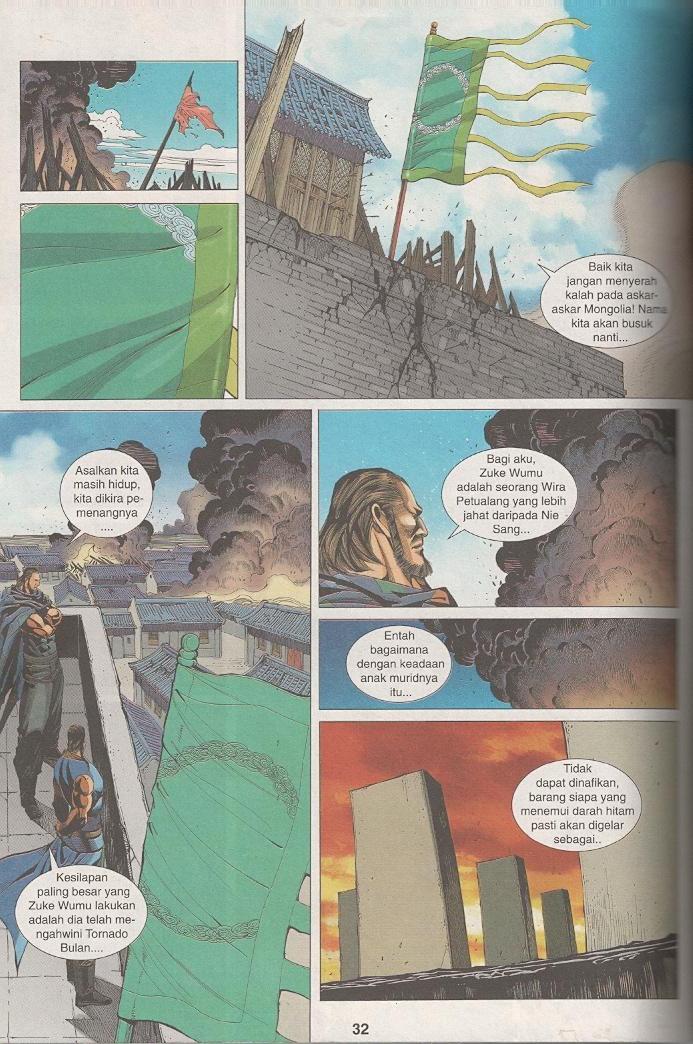 Baik kita
jangan menyerah
kalah pada askar-
askar Mongolia! Nama
kita akan busuk
nanti...
Asalkan kita
masih hidup,
kita dikira pe-
menangnya
....
Kesilapan
paling besar yang
Zuke Wumu lakukan
adalah dia telah me-
ngahwini Tornado
Bulan....
Bagi aku,
Zuke Wumu
adalah seorang Wira
Petualang yang lebih
jahat daripada Nie
Sang...
Entah
bagaimana
dengan keadaan
anak muridnya
itu...
Tidak
dapat dinafikan,
barang siapa yang
menemui darah hitam
pasti akan digelar
sebagai..
32